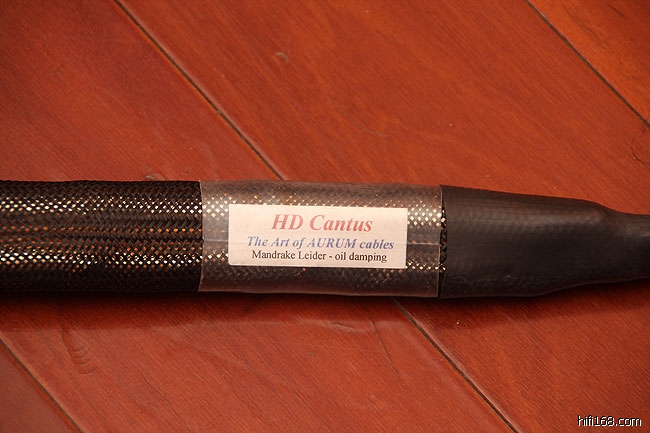 HD Cantus
The Art of AURUM cables
Mandrake Leider - oil damping
hifi168.com